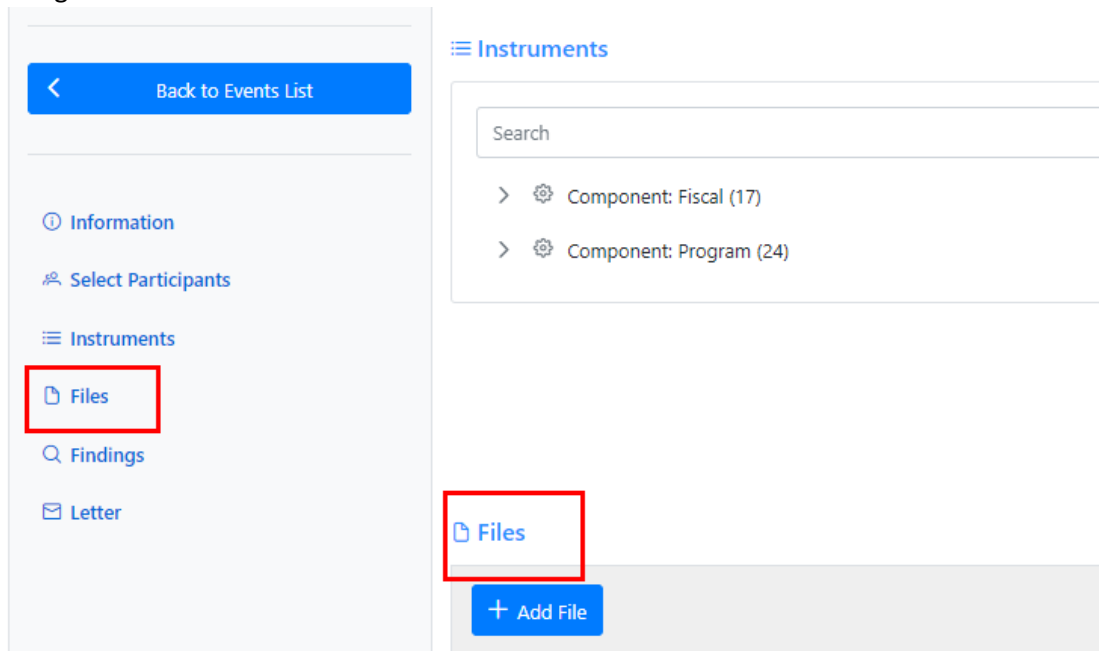 Back to Events List
Information
Select Participants
Instruments
Files
Findings
Letter
Instruments
Search
Component: Fiscal (17)
Component: Program (24)
Files
+ Add File